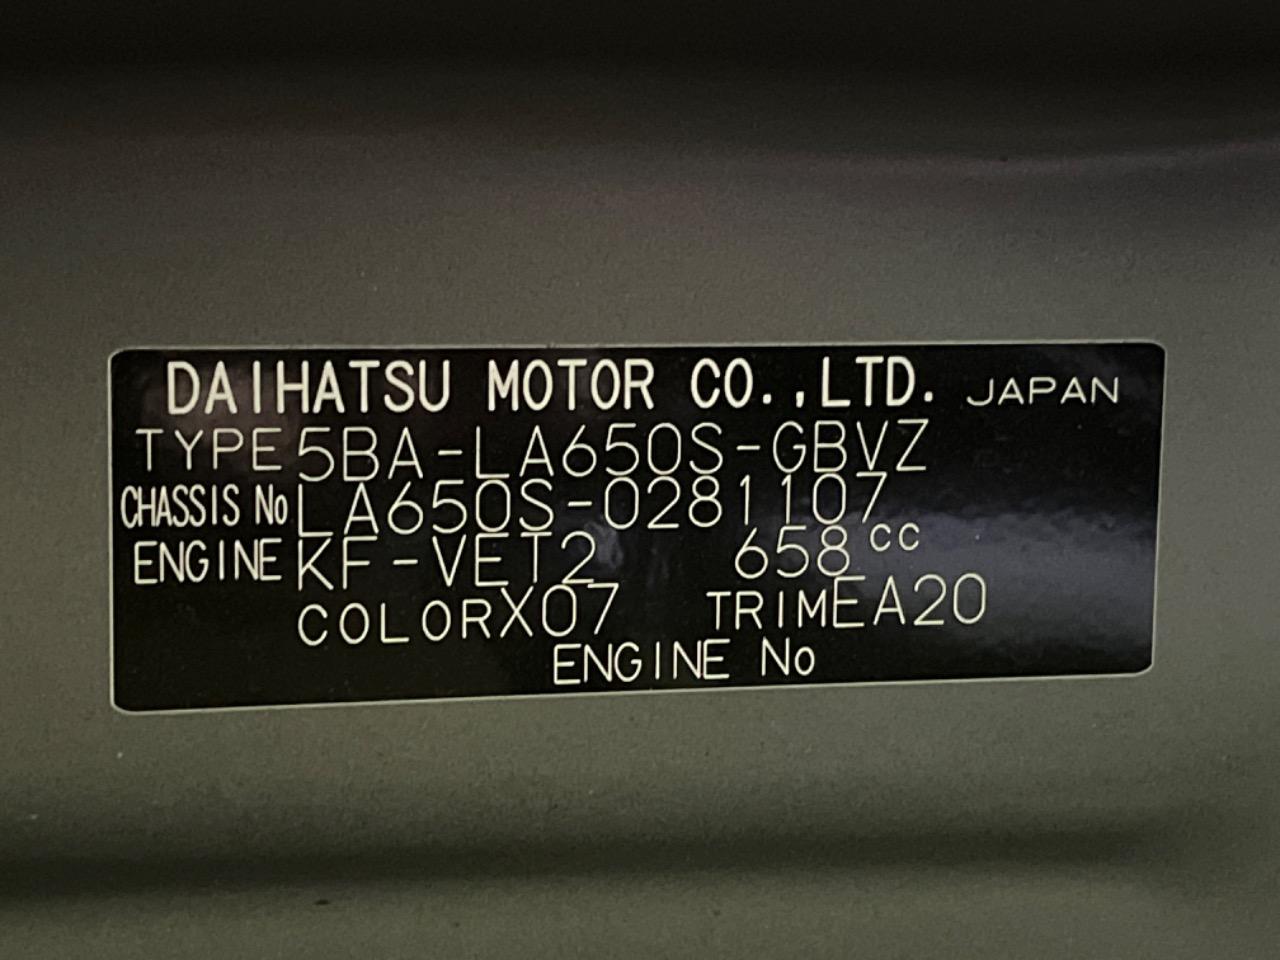 DAIHATSU MOTOR CO.,LTD. JAPAN
TYPE 5BA-LA650S-GBVZ
CHASSIS No LA650S-0281107
ENGINE KF-VET2 658cc
COLOR X07 TRIM EA20
ENGINE No